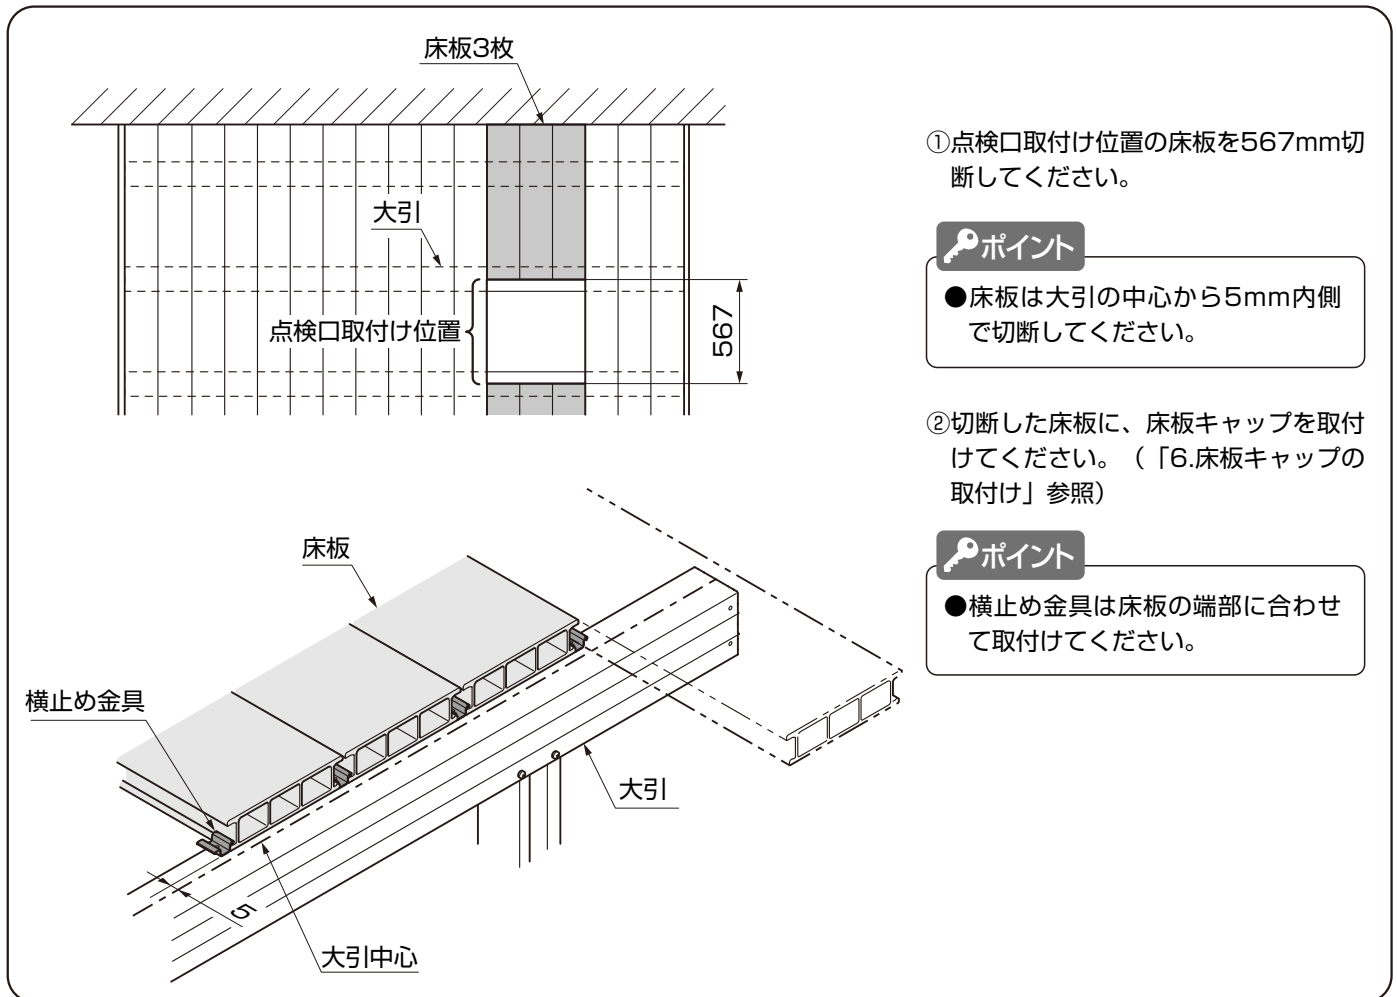 床板3枚
大引
点検口取付け位置
567
①点検口取付け位置の床板を567mm切
断してください。
ポイント
●床板は大引の中心から5mm内側
で切断してください。
②切断した床板に、床板キャップを取付
けてください。（「6.床板キャップの
取付け」参照）
ポイント
●横止め金具は床板の端部に合わせ
て取付けてください。
床板
横止め金具
大引
5
大引中心